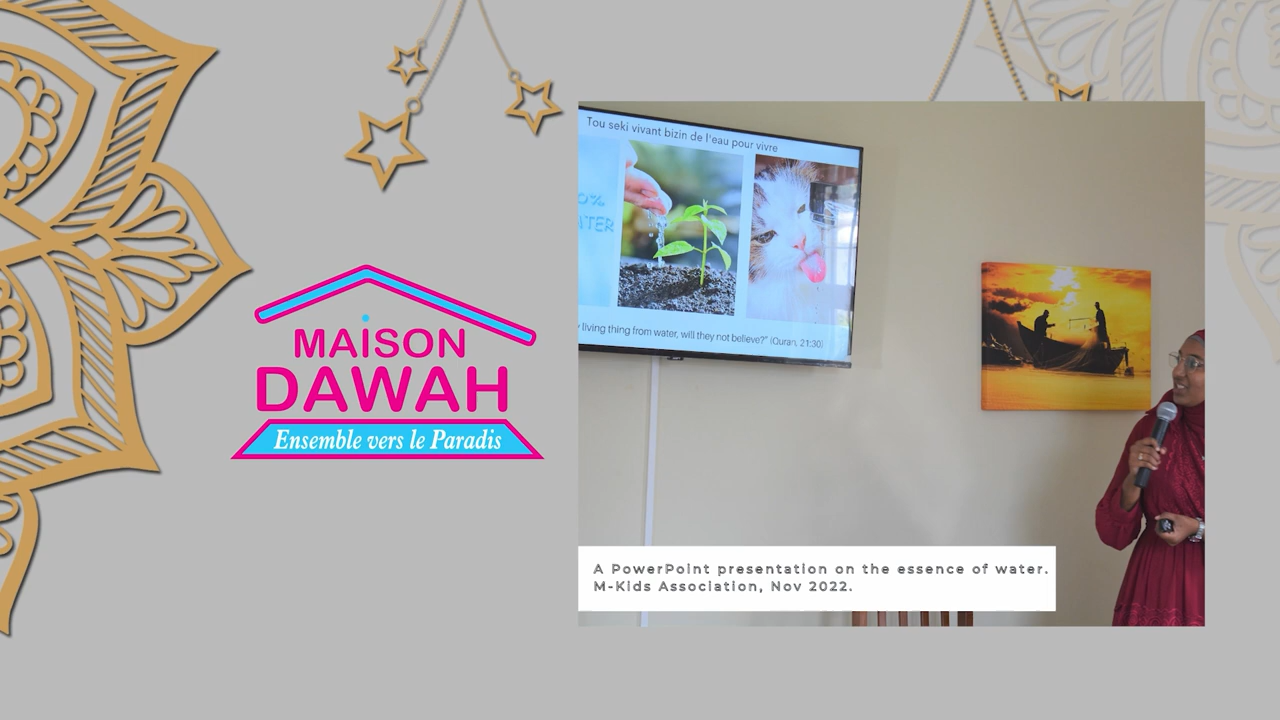 MAiSON
DAWAH
Ensemble vers le Paradis
Tou seki vivant bizin de l'eau pour vivre
living thing from water, will they not believe?" (Quran, 21:30)
A PowerPoint presentation on the essence of water.
M-Kids Association, Nov 2022.